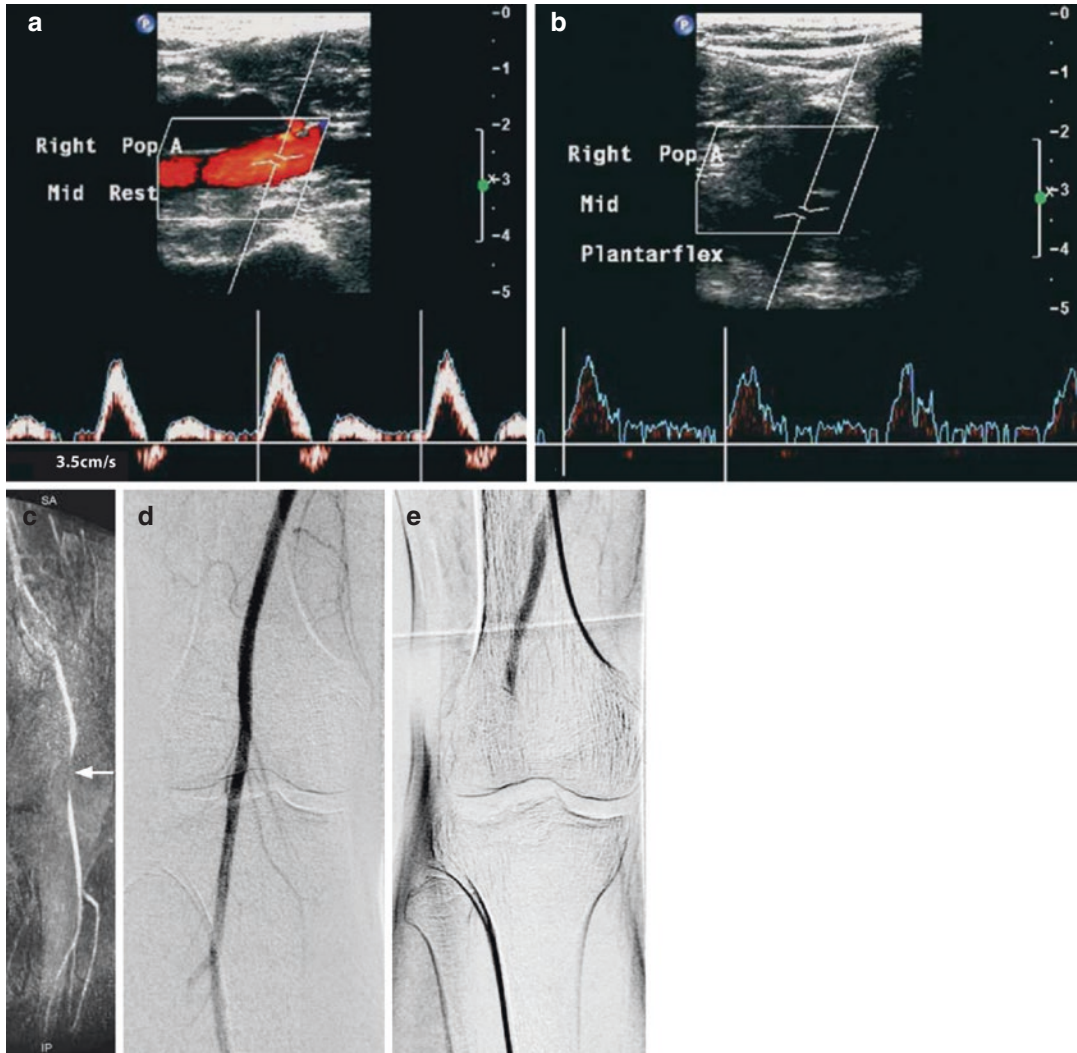 a
P
-0
-1
-2
-3
-4
-5
x
Right Pop A
Mid Rest
3.5cm/s
b
P
-0
-1
-2
-3
-4
-5
x
Right Pop A
Mid
Plantarflex
SA
c
IP
d
e